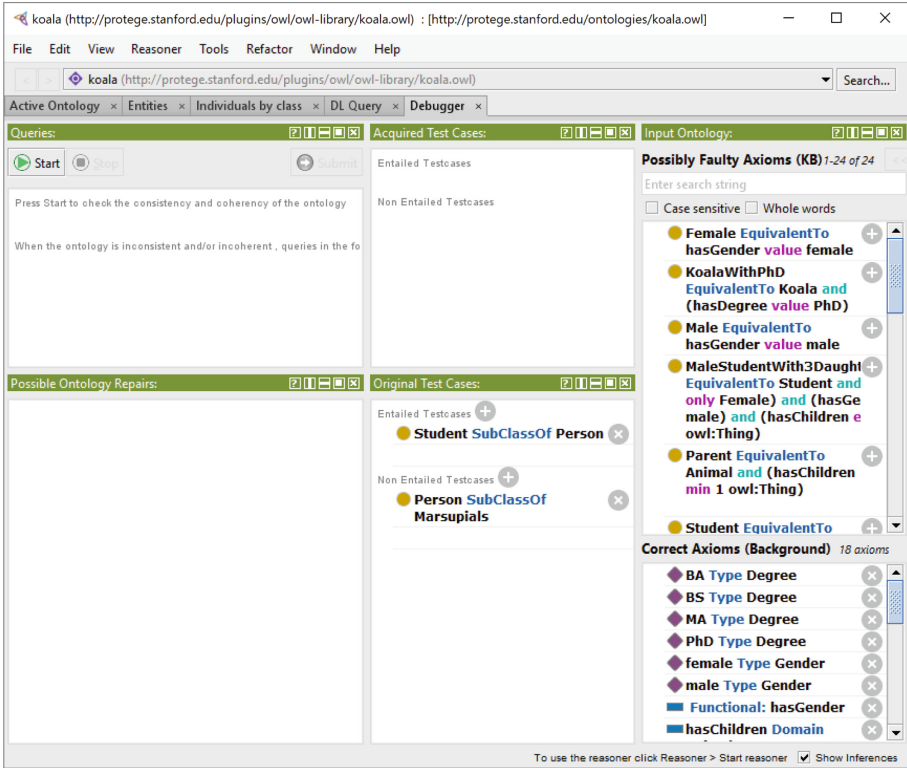 koala (http://protege.stanford.edu/plugins/owl/owl-library/koala.owl) : [http://protege.stanford.edu/ontologies/koala.owl]
File Edit View Reasoner Tools Refactor Window Help
< > koala (http://protege.stanford.edu/plugins/owl/owl-library/koala.owl) Search...
Active Ontology × Entities × Individuals by class × DL Query × Debugger ×
Queries:
Start Stop Submit
Press Start to check the consistency and coherency of the ontology
When the ontology is inconsistent and/or incoherent , queries in the fo
Acquired Test Cases:
Entailed Testcases
Non Entailed Testcases
Possible Ontology Repairs:
Original Test Cases:
Entailed Testcases
Student SubClassOf Person
Non Entailed Testcases
Person SubClassOf
Marsupials
Input Ontology:
Possibly Faulty Axioms (KB) 1-24 of 24 <<
Enter search string
Case sensitive Whole words
Female EquivalentTo
hasGender value female
KoalaWithPhD
EquivalentTo Koala and
(hasDegree value PhD)
Male EquivalentTo
hasGender value male
MaleStudentWith3Daught
EquivalentTo Student and
only Female) and (hasGe
male) and (hasChildren e
owl:Thing)
Parent EquivalentTo
Animal and (hasChildren
min 1 owl:Thing)
Student EquivalentTo
Correct Axioms (Background) 18 axioms
BA Type Degree
BS Type Degree
MA Type Degree
PhD Type Degree
female Type Gender
male Type Gender
Functional: hasGender
hasChildren Domain
To use the reasoner click Reasoner > Start reasoner Show Inferences